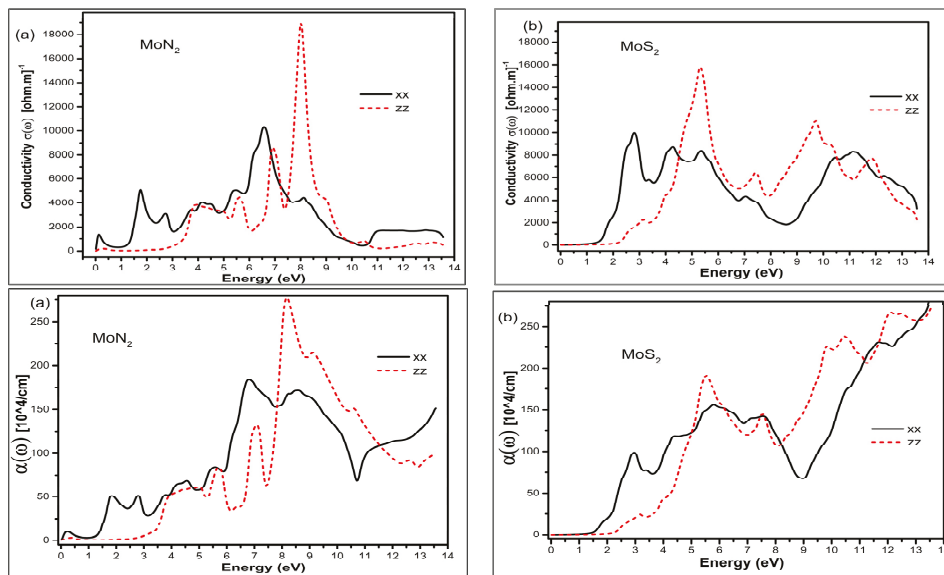 (a)
MoN2
xx
zz
18000
16000
14000
12000
10000
8000
6000
4000
2000
0
Conductivity σ(ω) [ohm.m]^-1
0 1 2 3 4 5 6 7 8 9 10 11 12 13 14
Energy (eV)
(b)
MoS2
xx
zz
18000
16000
14000
12000
10000
8000
6000
4000
2000
0
Conductivity σ(ω) [ohm.m]^-1
0 1 2 3 4 5 6 7 8 9 10 11 12 13 14
Energy (eV)
(a)
MoN2
xx
zz
250
200
150
100
50
0
α(ω) [10^4/cm]
0 1 2 3 4 5 6 7 8 9 10 11 12 13 14
Energy (eV)
(b)
MoS2
xx
zz
250
200
150
100
50
0
α(ω) [10^4/cm]
0 1 2 3 4 5 6 7 8 9 10 11 12 13 14
Energy (eV)